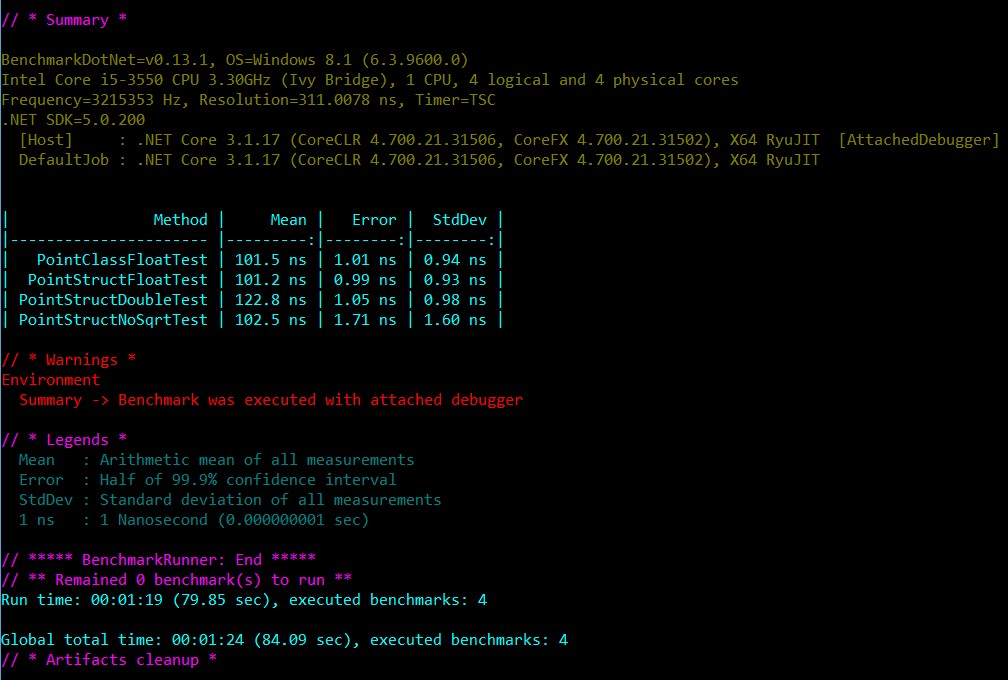 // * Summary *
BenchmarkDotNet=v0.13.1, OS=Windows 8.1 (6.3.9600.0)
Intel Core i5-3550 CPU 3.30GHz (Ivy Bridge), 1 CPU, 4 logical and 4 physical cores
Frequency=3215353 Hz, Resolution=311.0078 ns, Timer=TSC
.NET SDK=5.0.200
  [Host]     : .NET Core 3.1.17 (CoreCLR 4.700.21.31506, CoreFX 4.700.21.31502), X64 RyuJIT  [AttachedDebugger]
  DefaultJob : .NET Core 3.1.17 (CoreCLR 4.700.21.31506, CoreFX 4.700.21.31502), X64 RyuJIT
|                Method |     Mean |   Error |  StdDev |
|---------------------- |---------:|--------:|--------:|
|   PointClassFloatTest | 101.5 ns | 1.01 ns | 0.94 ns |
|  PointStructFloatTest | 101.2 ns | 0.99 ns | 0.93 ns |
| PointStructDoubleTest | 122.8 ns | 1.05 ns | 0.98 ns |
| PointStructNoSqrtTest | 102.5 ns | 1.71 ns | 1.60 ns |
// * Warnings *
Environment
  Summary -> Benchmark was executed with attached debugger
// * Legends *
  Mean   : Arithmetic mean of all measurements
  Error  : Half of 99.9% confidence interval
  StdDev : Standard deviation of all measurements
  1 ns   : 1 Nanosecond (0.000000001 sec)
// ***** BenchmarkRunner: End *****
// ** Remained 0 benchmark(s) to run **
Run time: 00:01:19 (79.85 sec), executed benchmarks: 4
Global total time: 00:01:24 (84.09 sec), executed benchmarks: 4
// * Artifacts cleanup *